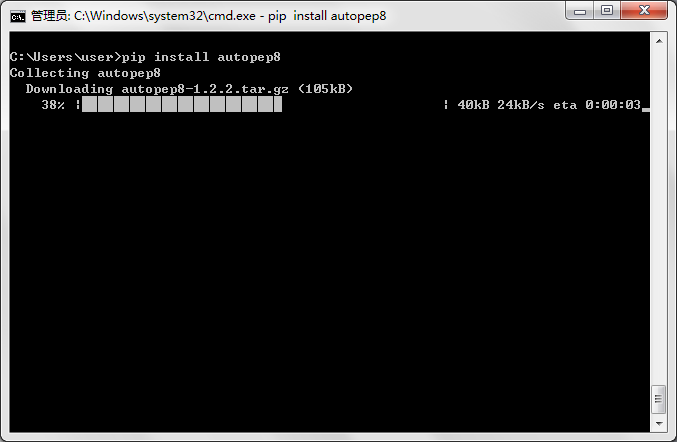 管理员: C:\Windows\system32\cmd.exe - pip  install autopep8
C:\Users\user>pip install autopep8
Collecting autopep8
  Downloading autopep8-1.2.2.tar.gz (105kB)
    38% |█████████████                   | 40kB 24kB/s eta 0:00:03